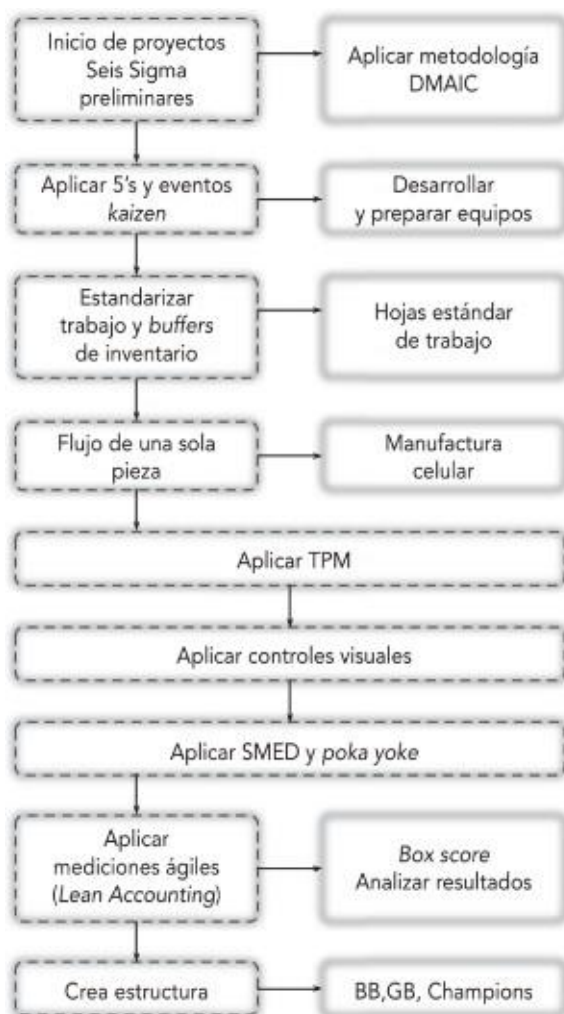 Inicio de proyectos
Seis Sigma
preliminares
Aplicar metodología
DMAIC
Aplicar 5's y eventos
kaizen
Desarrollar
y preparar equipos
Estandarizar
trabajo y buffers
de inventario
Hojas estándar
de trabajo
Flujo de una sola
pieza
Manufactura
celular
Aplicar TPM
Aplicar controles visuales
Aplicar SMED y poka yoke
Aplicar
mediciones ágiles
(Lean Accounting)
Box score
Analizar resultados
Crea estructura
BB,GB, Champions